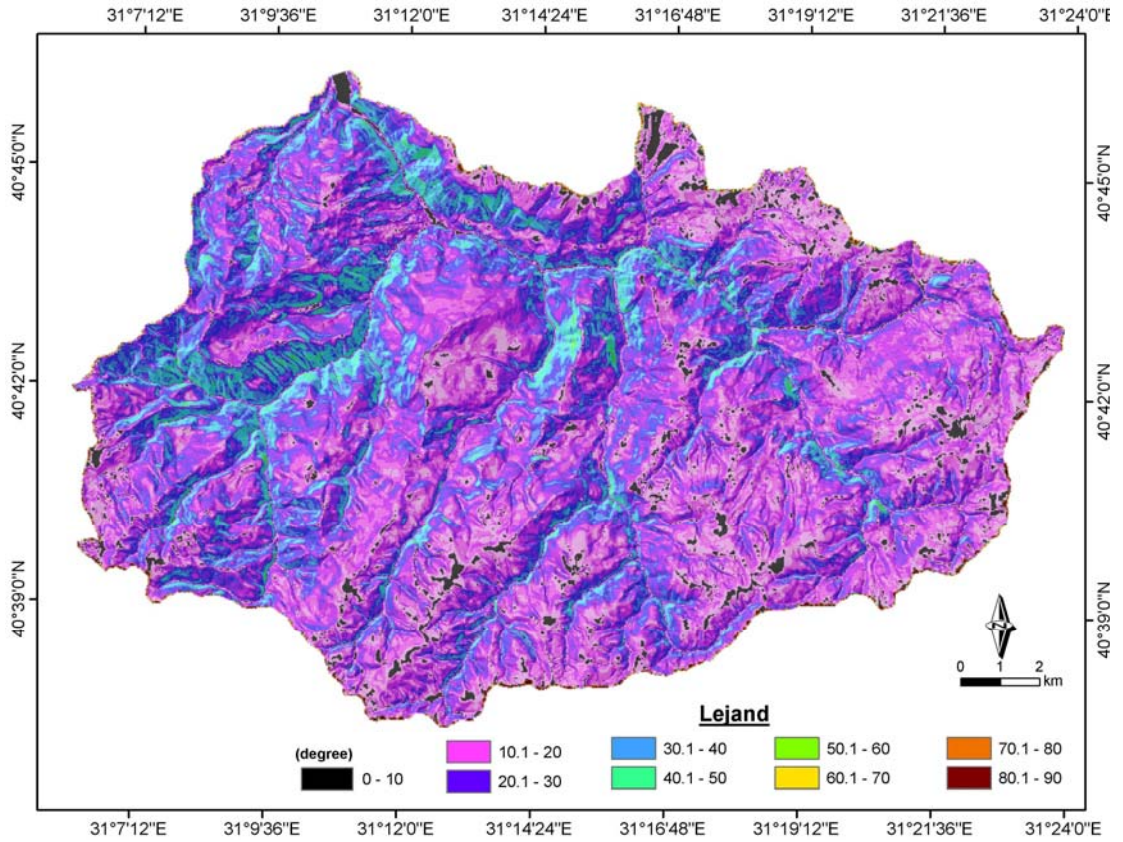 31°7'12"E 31°9'36"E 31°12'0"E 31°14'24"E 31°16'48"E 31°19'12"E 31°21'36"E 31°24'0"E
40°45'0"N 40°45'0"N
40°42'0"N 40°42'0"N
40°39'0"N 40°39'0"N
N
0 1 2
km
Lejand
(degree)
0 - 10
10.1 - 20
20.1 - 30
30.1 - 40
40.1 - 50
50.1 - 60
60.1 - 70
70.1 - 80
80.1 - 90
31°7'12"E 31°9'36"E 31°12'0"E 31°14'24"E 31°16'48"E 31°19'12"E 31°21'36"E 31°24'0"E